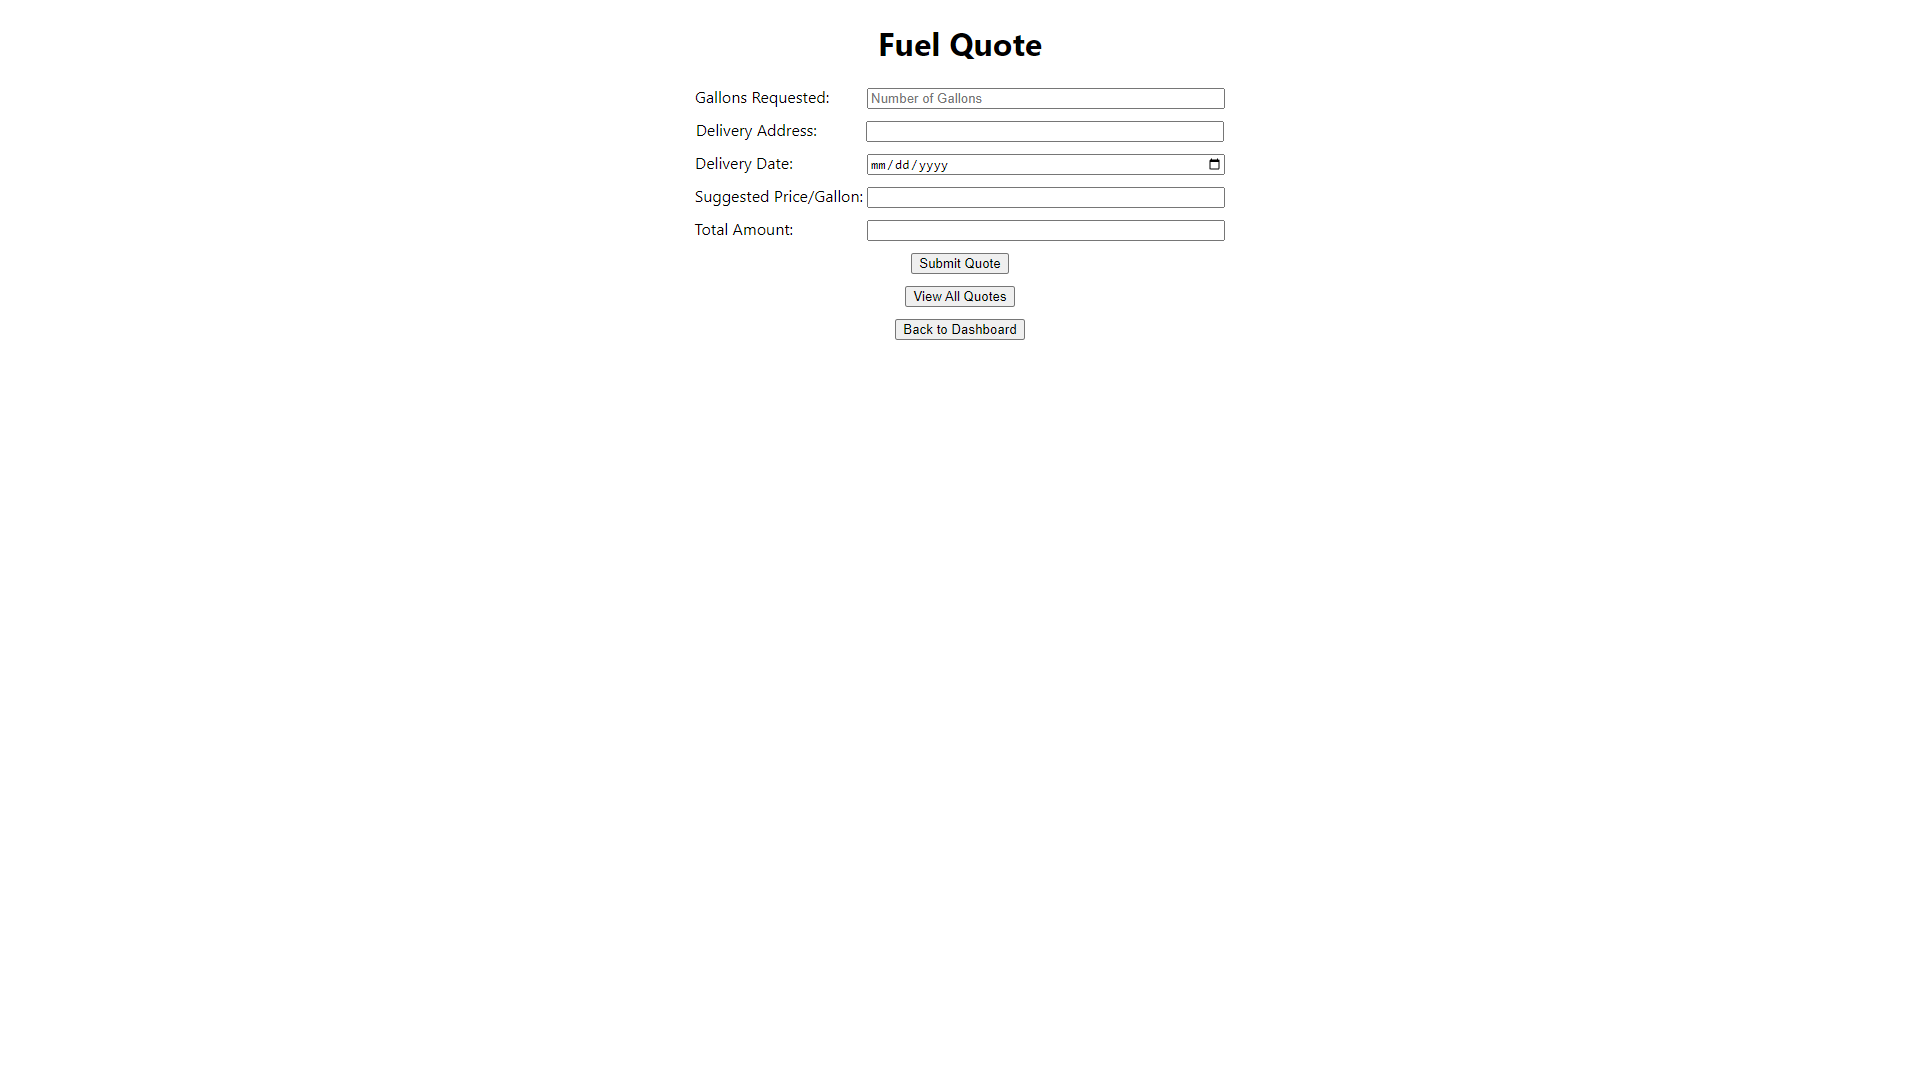 Fuel Quote
Gallons Requested: Number of Gallons
Delivery Address:
Delivery Date: mm/dd/yyyy
Suggested Price/Gallon:
Total Amount:
Submit Quote
View All Quotes
Back to Dashboard